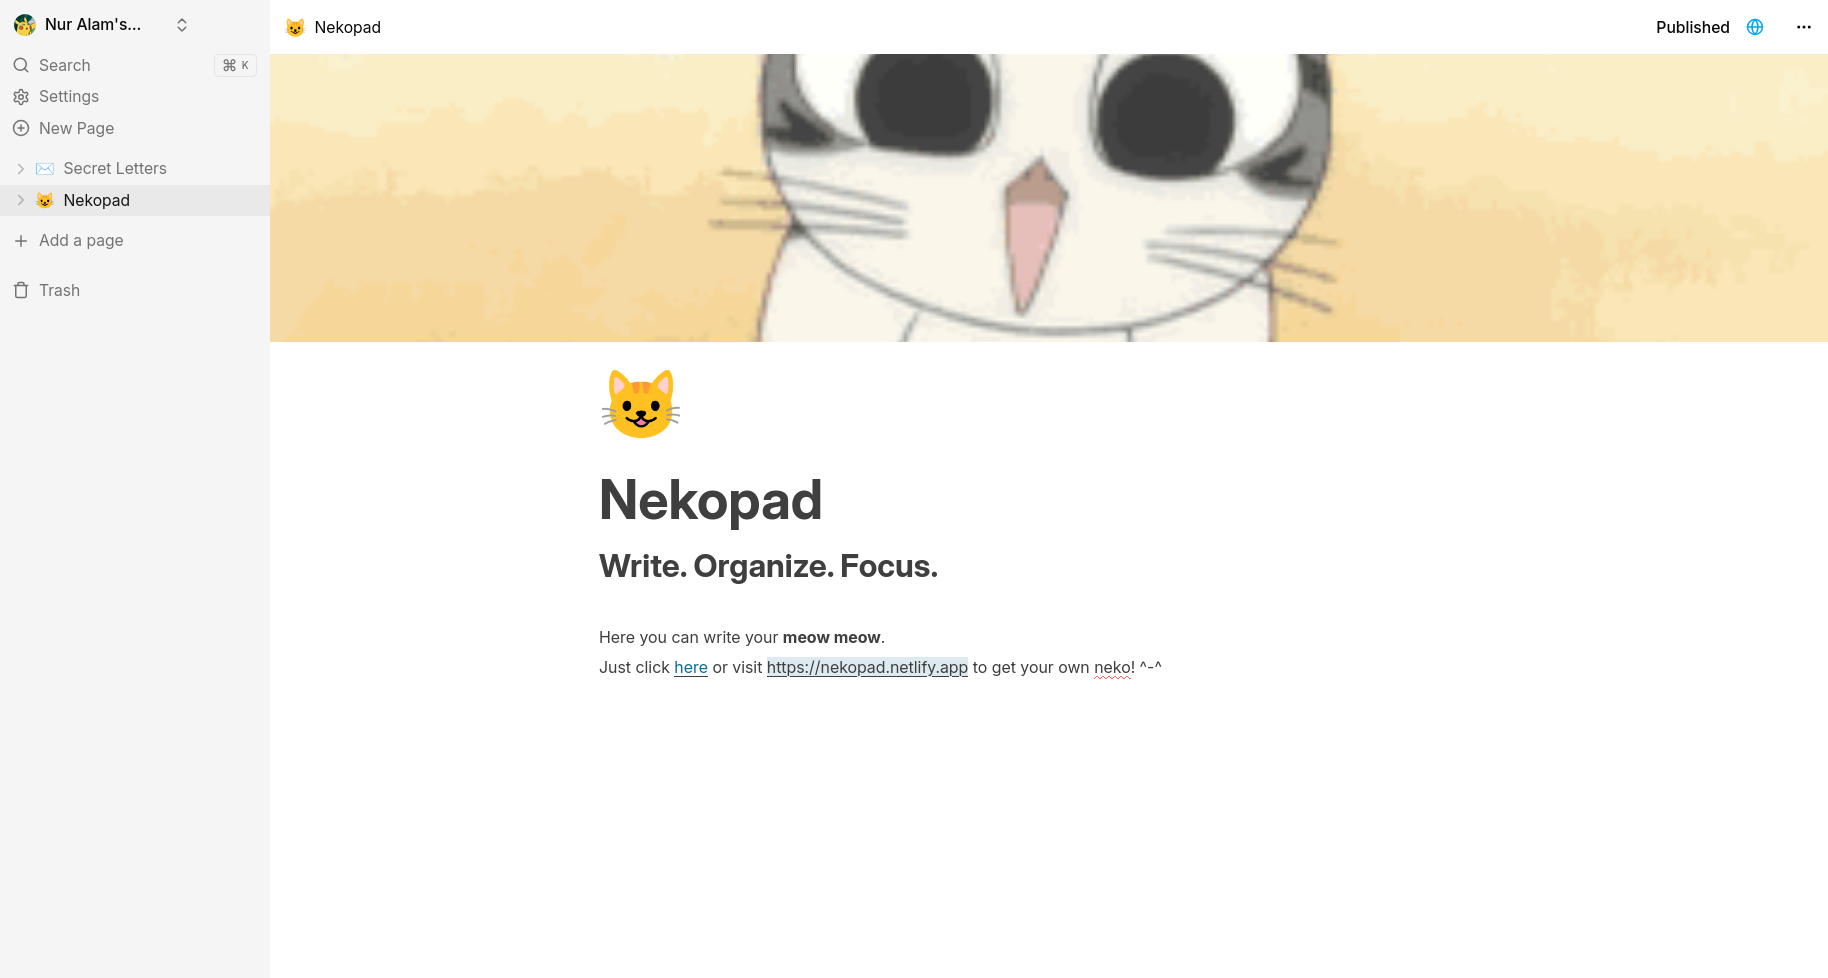 Nur Alam's...
Nekopad
Published
Search
⌘ K
Settings
New Page
Secret Letters
Nekopad
Add a page
Trash
Nekopad
Write. Organize. Focus.
Here you can write your meow meow.
Just click here or visit https://nekopad.netlify.app to get your own neko! ^-^